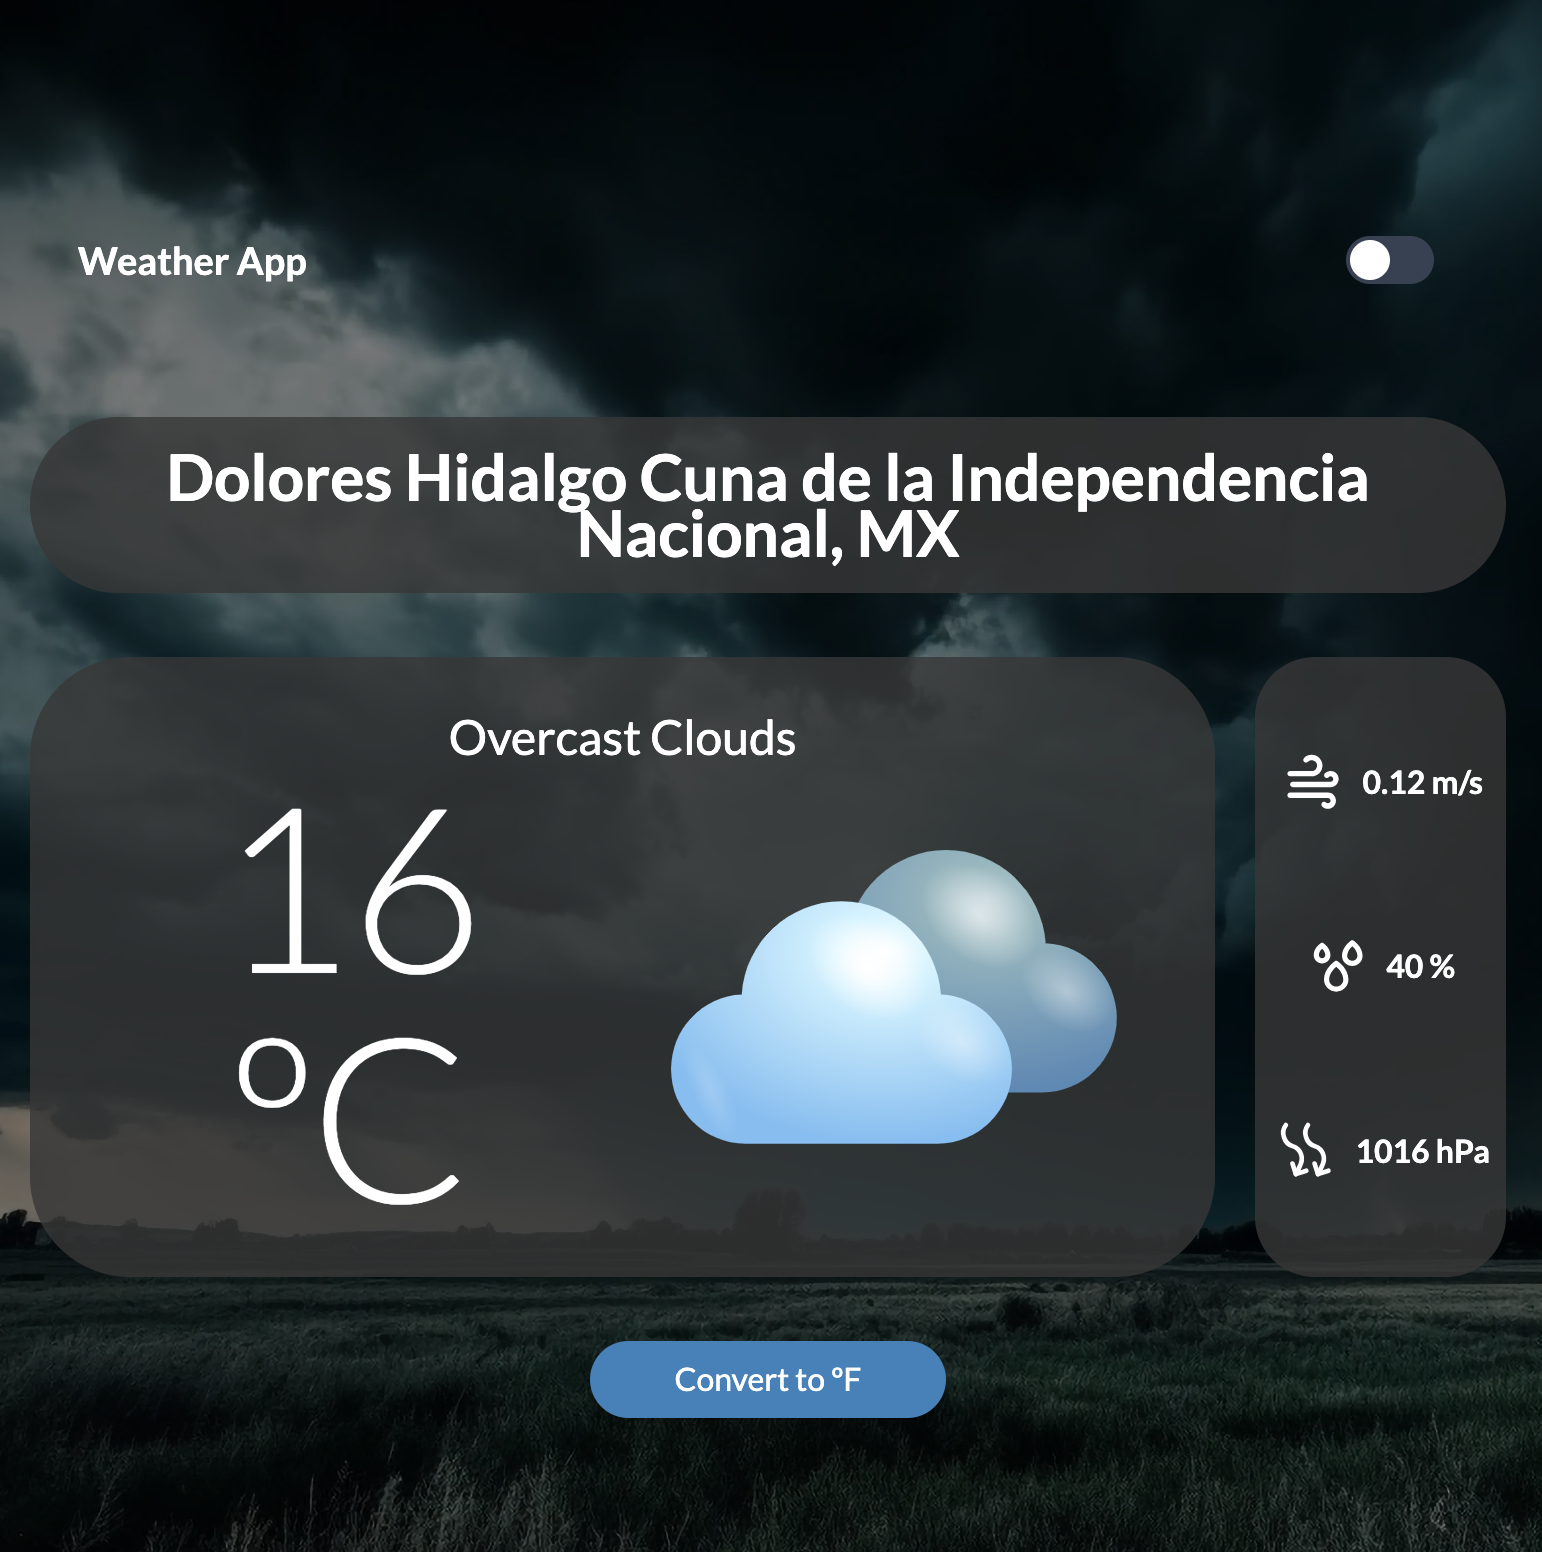 Weather App
Dolores Hidalgo Cuna de la Independencia
Nacional, MX
Overcast Clouds
16
°C
0.12 m/s
40 %
1016 hPa
Convert to °F